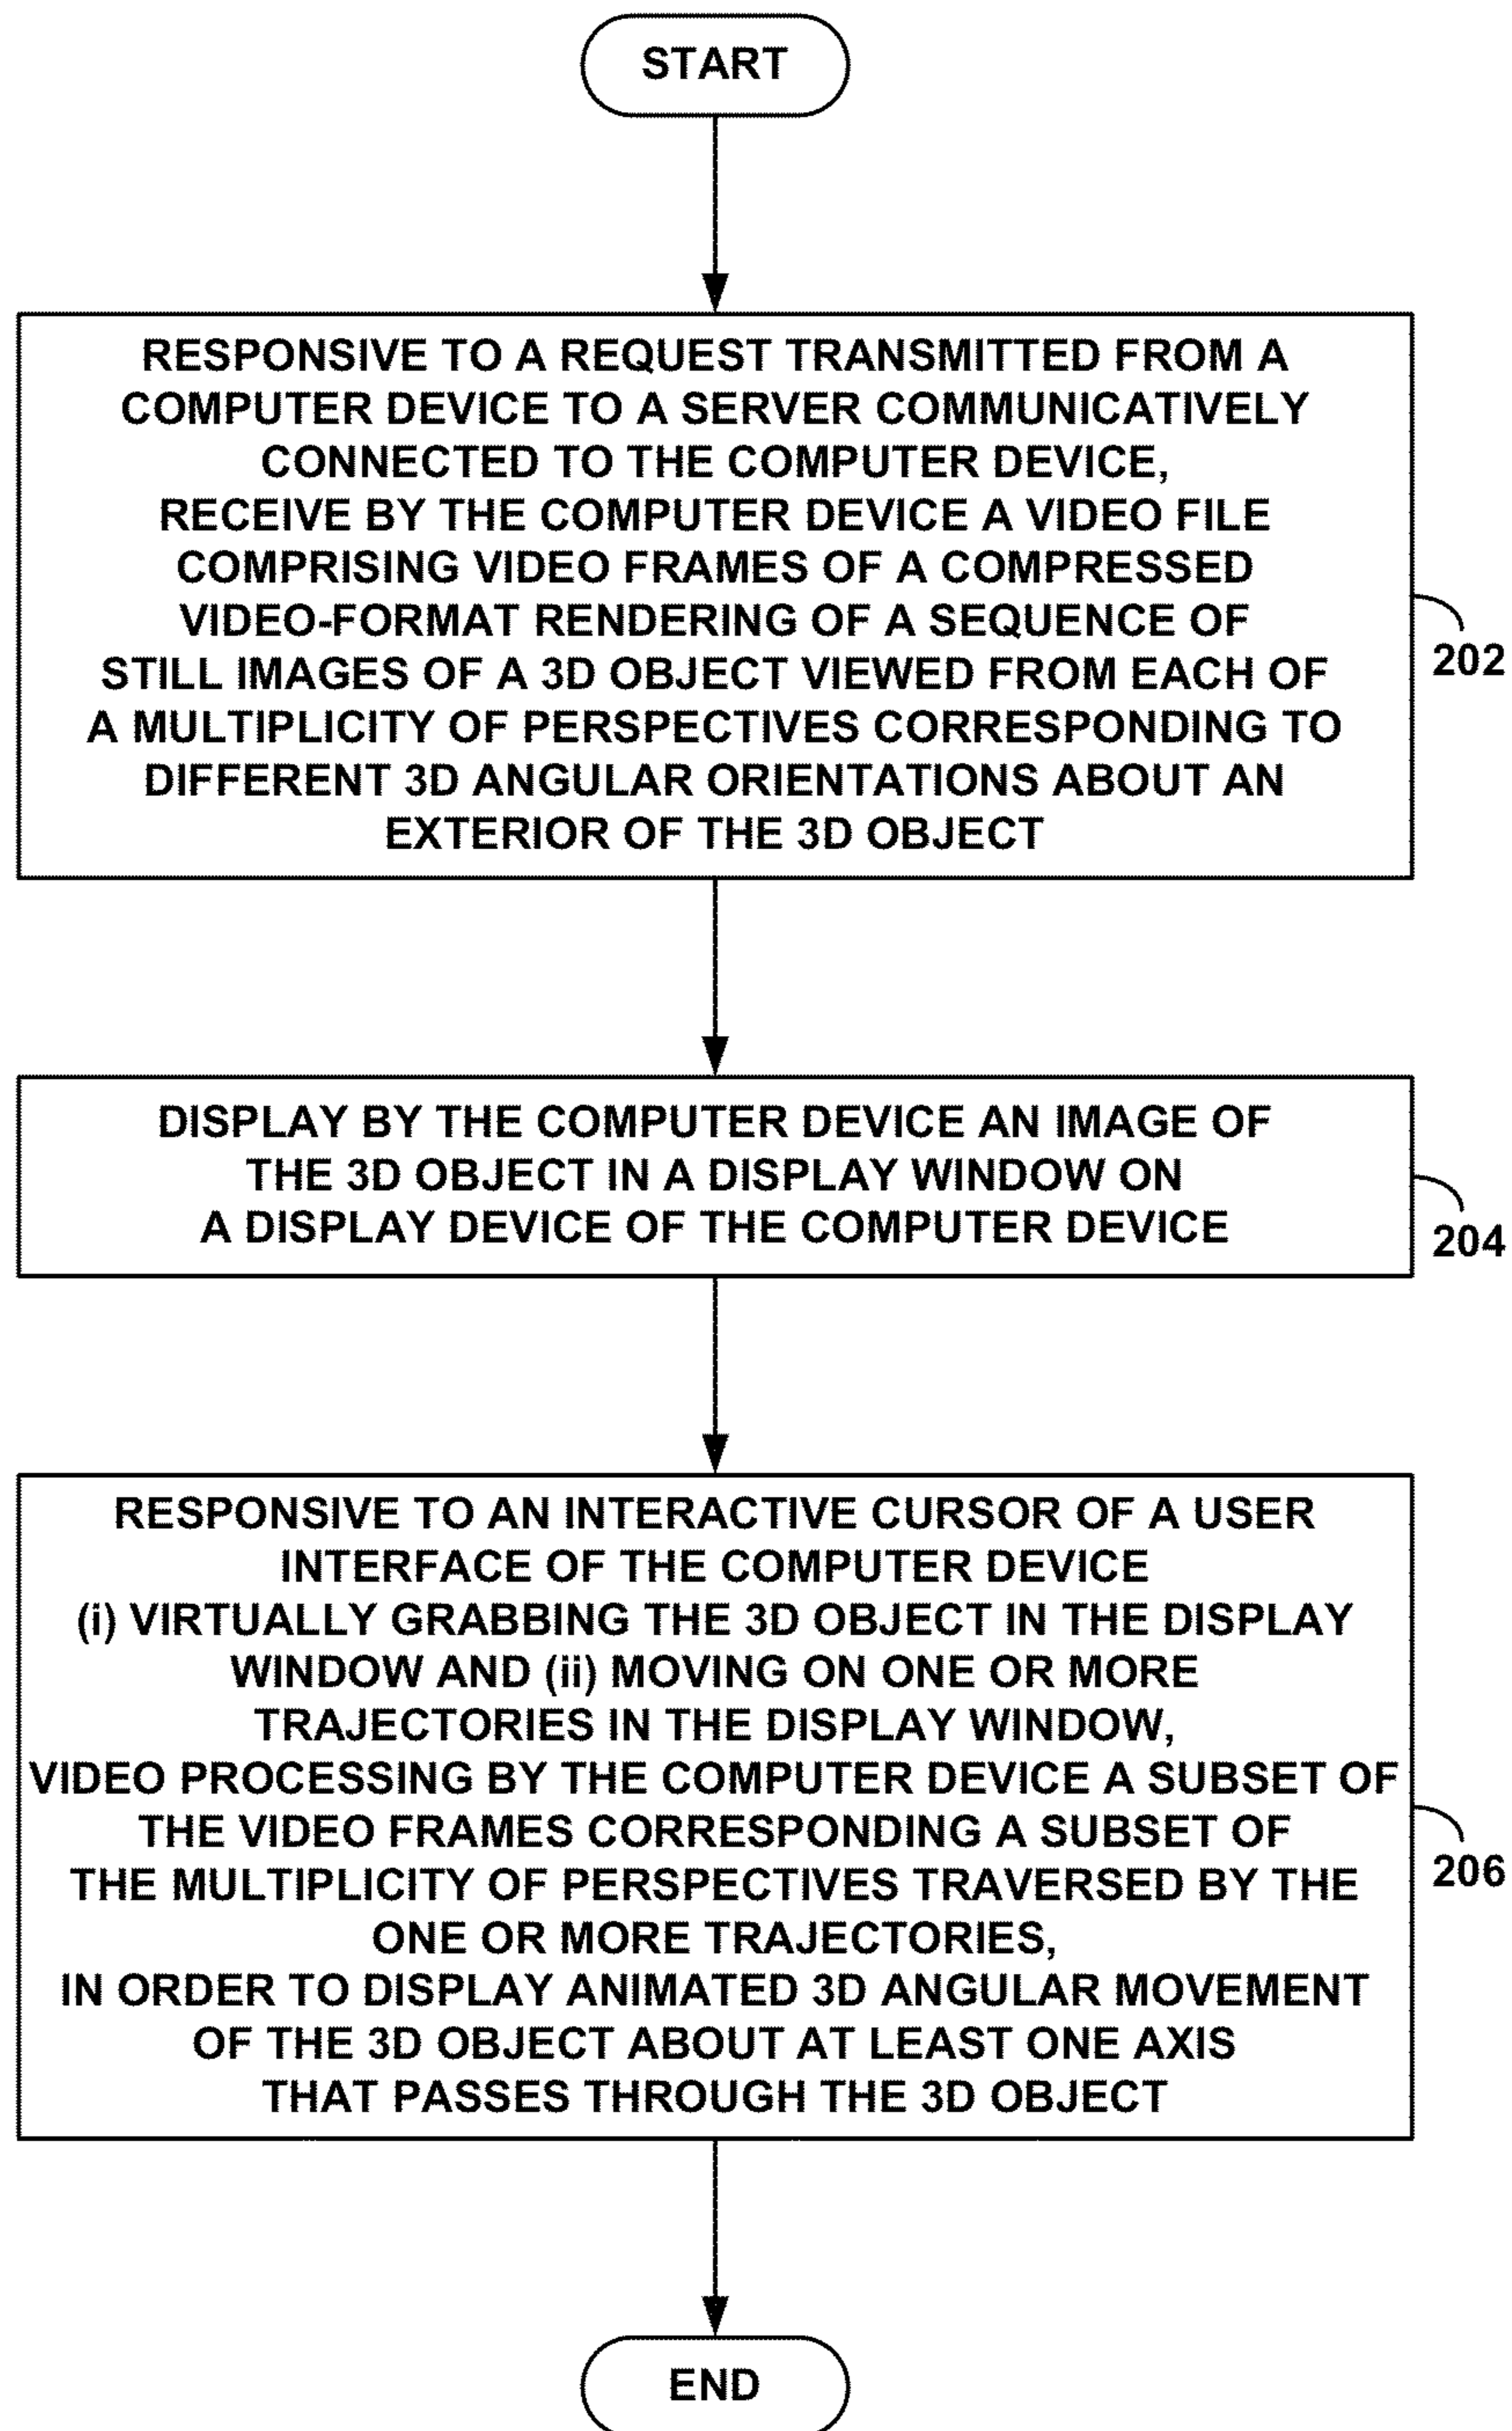 START
RESPONSIVE TO A REQUEST TRANSMITTED FROM A
COMPUTER DEVICE TO A SERVER COMMUNICATIVELY
CONNECTED TO THE COMPUTER DEVICE,
RECEIVE BY THE COMPUTER DEVICE A VIDEO FILE
COMPRISING VIDEO FRAMES OF A COMPRESSED
VIDEO-FORMAT RENDERING OF A SEQUENCE OF
STILL IMAGES OF A 3D OBJECT VIEWED FROM EACH OF
A MULTIPLICITY OF PERSPECTIVES CORRESPONDING TO
DIFFERENT 3D ANGULAR ORIENTATIONS ABOUT AN
EXTERIOR OF THE 3D OBJECT
202
DISPLAY BY THE COMPUTER DEVICE AN IMAGE OF
THE 3D OBJECT IN A DISPLAY WINDOW ON
A DISPLAY DEVICE OF THE COMPUTER DEVICE
204
RESPONSIVE TO AN INTERACTIVE CURSOR OF A USER
INTERFACE OF THE COMPUTER DEVICE
(i) VIRTUALLY GRABBING THE 3D OBJECT IN THE DISPLAY
WINDOW AND (ii) MOVING ON ONE OR MORE
TRAJECTORIES IN THE DISPLAY WINDOW,
VIDEO PROCESSING BY THE COMPUTER DEVICE A SUBSET OF
THE VIDEO FRAMES CORRESPONDING A SUBSET OF
THE MULTIPLICITY OF PERSPECTIVES TRAVERSED BY THE
ONE OR MORE TRAJECTORIES,
IN ORDER TO DISPLAY ANIMATED 3D ANGULAR MOVEMENT
OF THE 3D OBJECT ABOUT AT LEAST ONE AXIS
THAT PASSES THROUGH THE 3D OBJECT
206
END